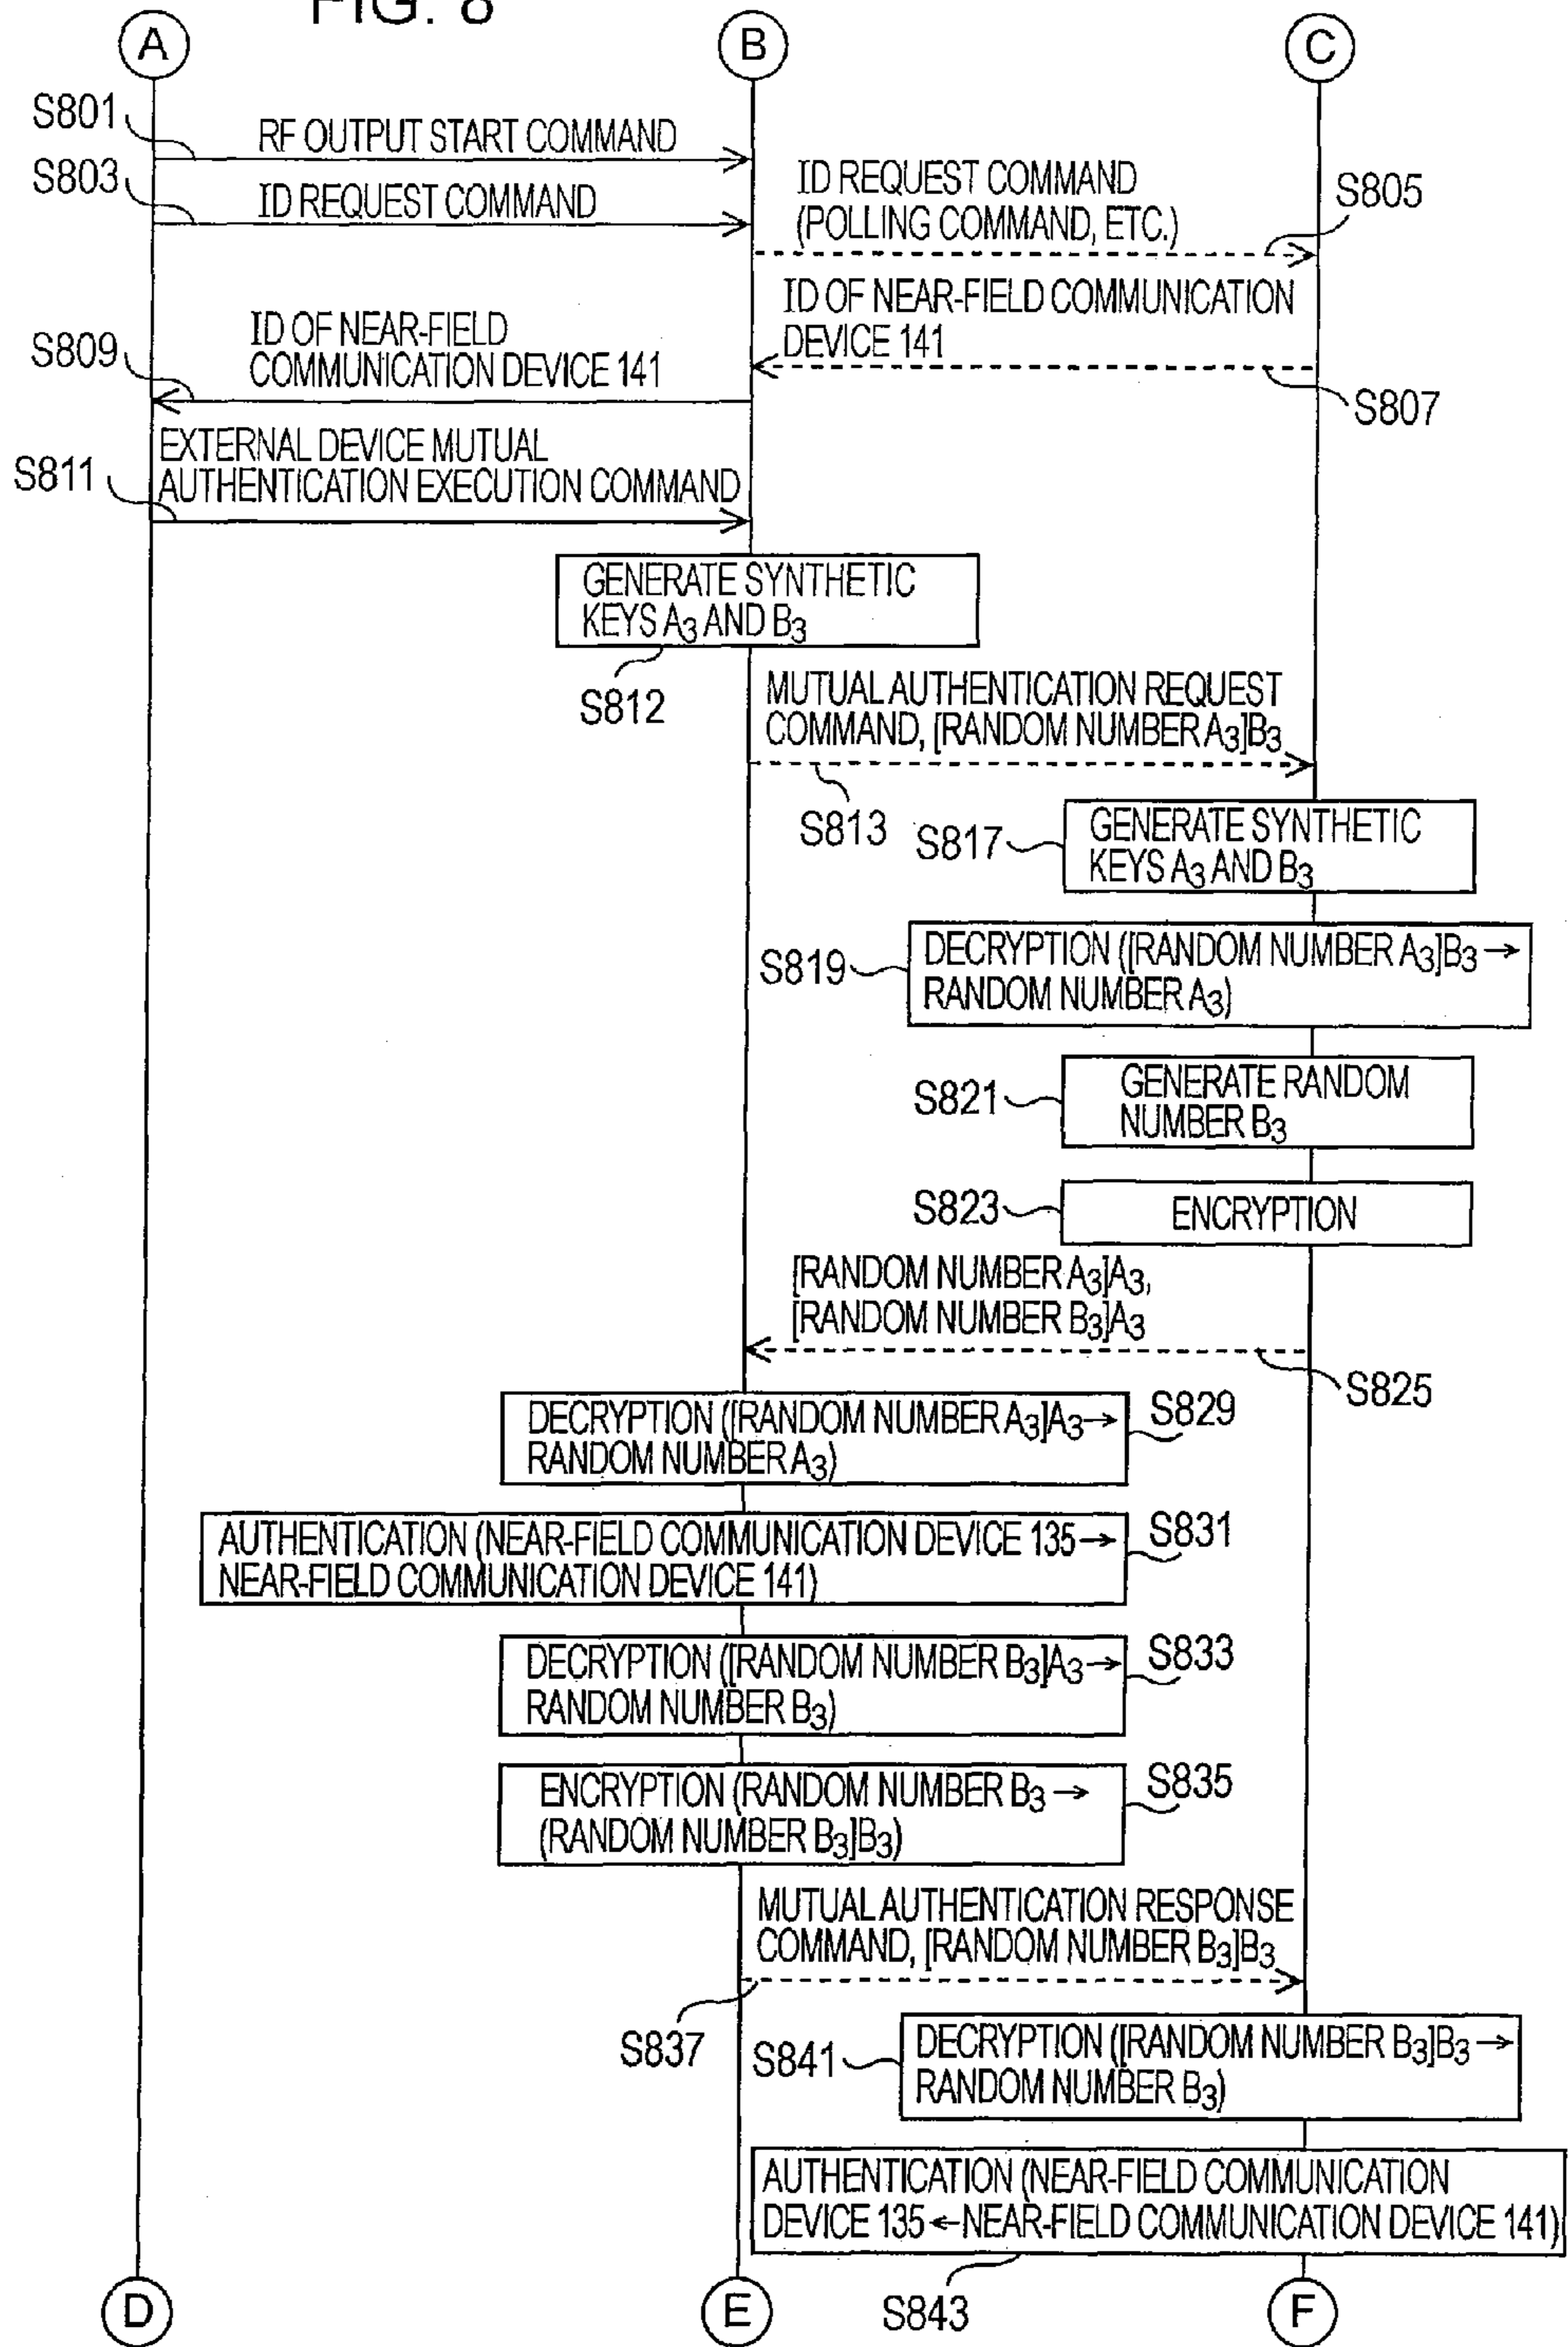 FIG. 8
A
B
C
S801
RF OUTPUT START COMMAND
S803
ID REQUEST COMMAND
ID REQUEST COMMAND
(POLLING COMMAND, ETC.)
S805
ID OF NEAR-FIELD COMMUNICATION
DEVICE 141
S807
S809
ID OF NEAR-FIELD
COMMUNICATION DEVICE 141
S811
EXTERNAL DEVICE MUTUAL
AUTHENTICATION EXECUTION COMMAND
GENERATE SYNTHETIC
KEYS A3 AND B3
S812
MUTUAL AUTHENTICATION REQUEST
COMMAND, [RANDOM NUMBER A3]B3
S813
S817
GENERATE SYNTHETIC
KEYS A3 AND B3
S819
DECRYPTION ([RANDOM NUMBER A3]B3→
RANDOM NUMBER A3)
S821
GENERATE RANDOM
NUMBER B3
S823
ENCRYPTION
[RANDOM NUMBER A3]A3,
[RANDOM NUMBER B3]A3
S825
DECRYPTION ([RANDOM NUMBER A3]A3→
RANDOM NUMBER A3)
S829
AUTHENTICATION (NEAR-FIELD COMMUNICATION DEVICE 135→
NEAR-FIELD COMMUNICATION DEVICE 141)
S831
DECRYPTION ([RANDOM NUMBER B3]A3→
RANDOM NUMBER B3)
S833
ENCRYPTION (RANDOM NUMBER B3→
(RANDOM NUMBER B3]B3)
S835
MUTUAL AUTHENTICATION RESPONSE
COMMAND, [RANDOM NUMBER B3]B3
S837
S841
DECRYPTION ([RANDOM NUMBER B3]B3→
RANDOM NUMBER B3)
AUTHENTICATION (NEAR-FIELD COMMUNICATION
DEVICE 135←NEAR-FIELD COMMUNICATION DEVICE 141)
S843
D
E
F